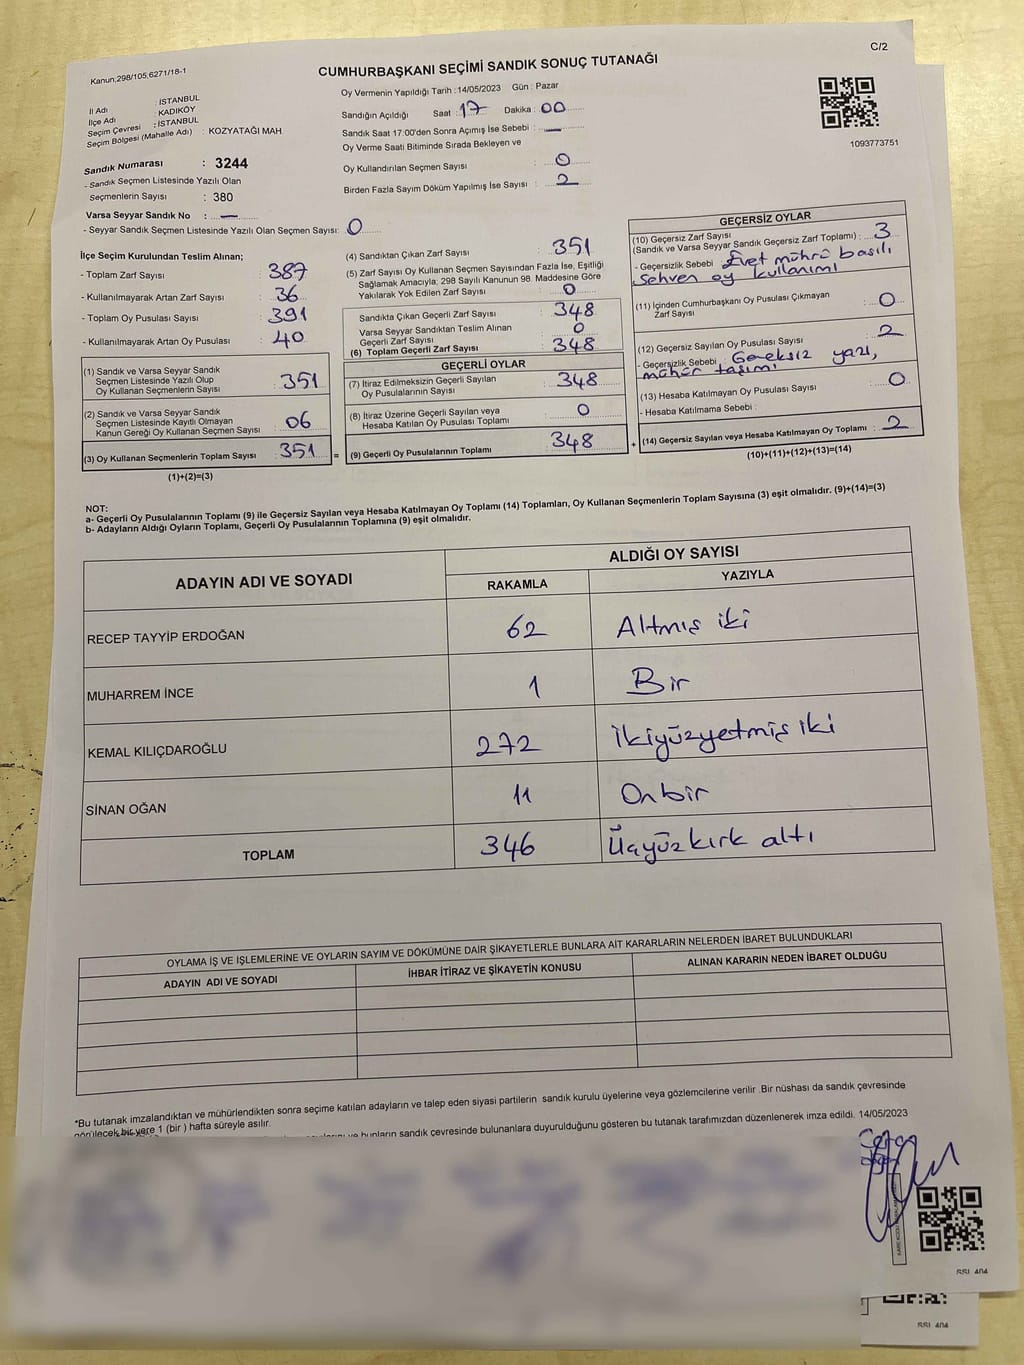 C/2
Kanun,298/105,6271/18-1
CUMHURBAŞKANI SEÇİMİ SANDIK SONUÇ TUTANAĞI
İl Adı : İSTANBUL
İlçe Adı : KADIKÖY
Seçim Çevresi : İSTANBUL
Seçim Bölgesi (Mahalle Adı) : KOZYATAĞI MAH
Sandık Numarası : 3244
- Sandık Seçmen Listesinde Yazılı Olan
Seçmenlerin Sayısı : 380
Varsa Seyyar Sandık No : —
- Seyyar Sandık Seçmen Listesinde Yazılı Olan Seçmen Sayısı: 0
Oy Vermenin Yapıldığı Tarih :14/05/2023 Gün : Pazar
Sandığın Açıldığı Saat : 17 Dakika : 00
Sandık Saat 17:00'den Sonra Açımış İse Sebebi : —
Oy Verme Saati Bitiminde Sırada Bekleyen ve
Oy Kullandırılan Seçmen Sayısı : 0
Birden Fazla Sayım Döküm Yapılmış İse Sayısı : 2
1093773751
İlçe Seçim Kurulundan Teslim Alınan;
- Toplam Zarf Sayısı : 387
- Kullanılmayarak Artan Zarf Sayısı : 36
- Toplam Oy Pusulası Sayısı : 391
- Kullanılmayarak Artan Oy Pusulası : 40
(1) Sandık ve Varsa Seyyar Sandık
Seçmen Listesinde Yazılı Olup
Oy Kullanan Seçmenlerin Sayısı : 351
(2) Sandık ve Varsa Seyyar Sandık
Seçmen Listesinde Kayıtlı Olmayan
Kanun Gereği Oy Kullanan Seçmen Sayısı : 06
(3) Oy Kullanan Seçmenlerin Toplam Sayısı : 351 =
(1)+(2)=(3)
(4) Sandıktan Çıkan Zarf Sayısı : 351
(5) Zarf Sayısı Oy Kullanan Seçmen Sayısından Fazla İse, Eşitliği
Sağlamak Amacıyla; 298 Sayılı Kanunun 98. Maddesine Göre
Yakılarak Yok Edilen Zarf Sayısı : 0
Sandıkta Çıkan Geçerli Zarf Sayısı : 348
Varsa Seyyar Sandıktan Teslim Alınan
Geçerli Zarf Sayısı : 0
(6) Toplam Geçerli Zarf Sayısı : 348
GEÇERLİ OYLAR
(7) İtiraz Edilmeksizin Geçerli Sayılan
Oy Pusulalarının Sayısı : 348
(8) İtiraz Üzerine Geçerli Sayılan veya
Hesaba Katılan Oy Pusulası Toplamı : 0
(9) Geçerli Oy Pusulalarının Toplamı : 348 +
GEÇERSİZ OYLAR
(10) Geçersiz Zarf Sayısı
(Sandık ve Varsa Seyyar Sandık Geçersiz Zarf Toplamı) : 3
- Geçersizlik Sebebi : Evet mührü basılı
Sehven oy kullanımı
(11) İçinden Cumhurbaşkanı Oy Pusulası Çıkmayan
Zarf Sayısı : 0
(12) Geçersiz Sayılan Oy Pusulası Sayısı : 2
- Geçersizlik Sebebi : Gereksiz yazı,
mühür taşımı
(13) Hesaba Katılmayan Oy Pusulası Sayısı : 0
- Hesaba Katılmama Sebebi :
(14) Geçersiz Sayılan veya Hesaba Katılmayan Oy Toplamı : 2
(10)+(11)+(12)+(13)=(14)
NOT:
a- Geçerli Oy Pusulalarının Toplamı (9) ile Geçersiz Sayılan veya Hesaba Katılmayan Oy Toplamı (14) Toplamları, Oy Kullanan Seçmenlerin Toplam Sayısına (3) eşit olmalıdır. (9)+(14)=(3)
b- Adayların Aldığı Oyların Toplamı, Geçerli Oy Pusulalarının Toplamına (9) eşit olmalıdır.
ADAYIN ADI VE SOYADI
ALDIĞI OY SAYISI
RAKAMLA YAZIYLA
RECEP TAYYİP ERDOĞAN 62 Altmış iki
MUHARREM İNCE 1 Bir
KEMAL KILIÇDAROĞLU 272 İkiyüzyetmiş iki
SİNAN OĞAN 11 Onbir
TOPLAM 346 Üçyüzkırk altı
OYLAMA İŞ VE İŞLEMLERİNE VE OYLARIN SAYIM VE DÖKÜMÜNE DAİR ŞİKAYETLERLE BUNLARA AİT KARARLARIN NELERDEN İBARET BULUNDUKLARI
ADAYIN ADI VE SOYADI İHBAR İTİRAZ VE ŞİKAYETİN KONUSU ALINAN KARARIN NEDEN İBARET OLDUĞU
*Bu tutanak imzalandıktan ve mühürlendikten sonra seçime katılan adayların ve talep eden siyasi partilerin sandık kurulu üyelerine veya gözlemcilerine verilir .Bir nüshası da sandık çevresinde
görülecek bir yere 1 (bir ) hafta süreyle asılır.
ve bunların sandık çevresinde bulunanlara duyurulduğunu gösteren bu tutanak tarafımızdan düzenlenerek imza edildi. 14/05/2023
SSI 404
SSI 404